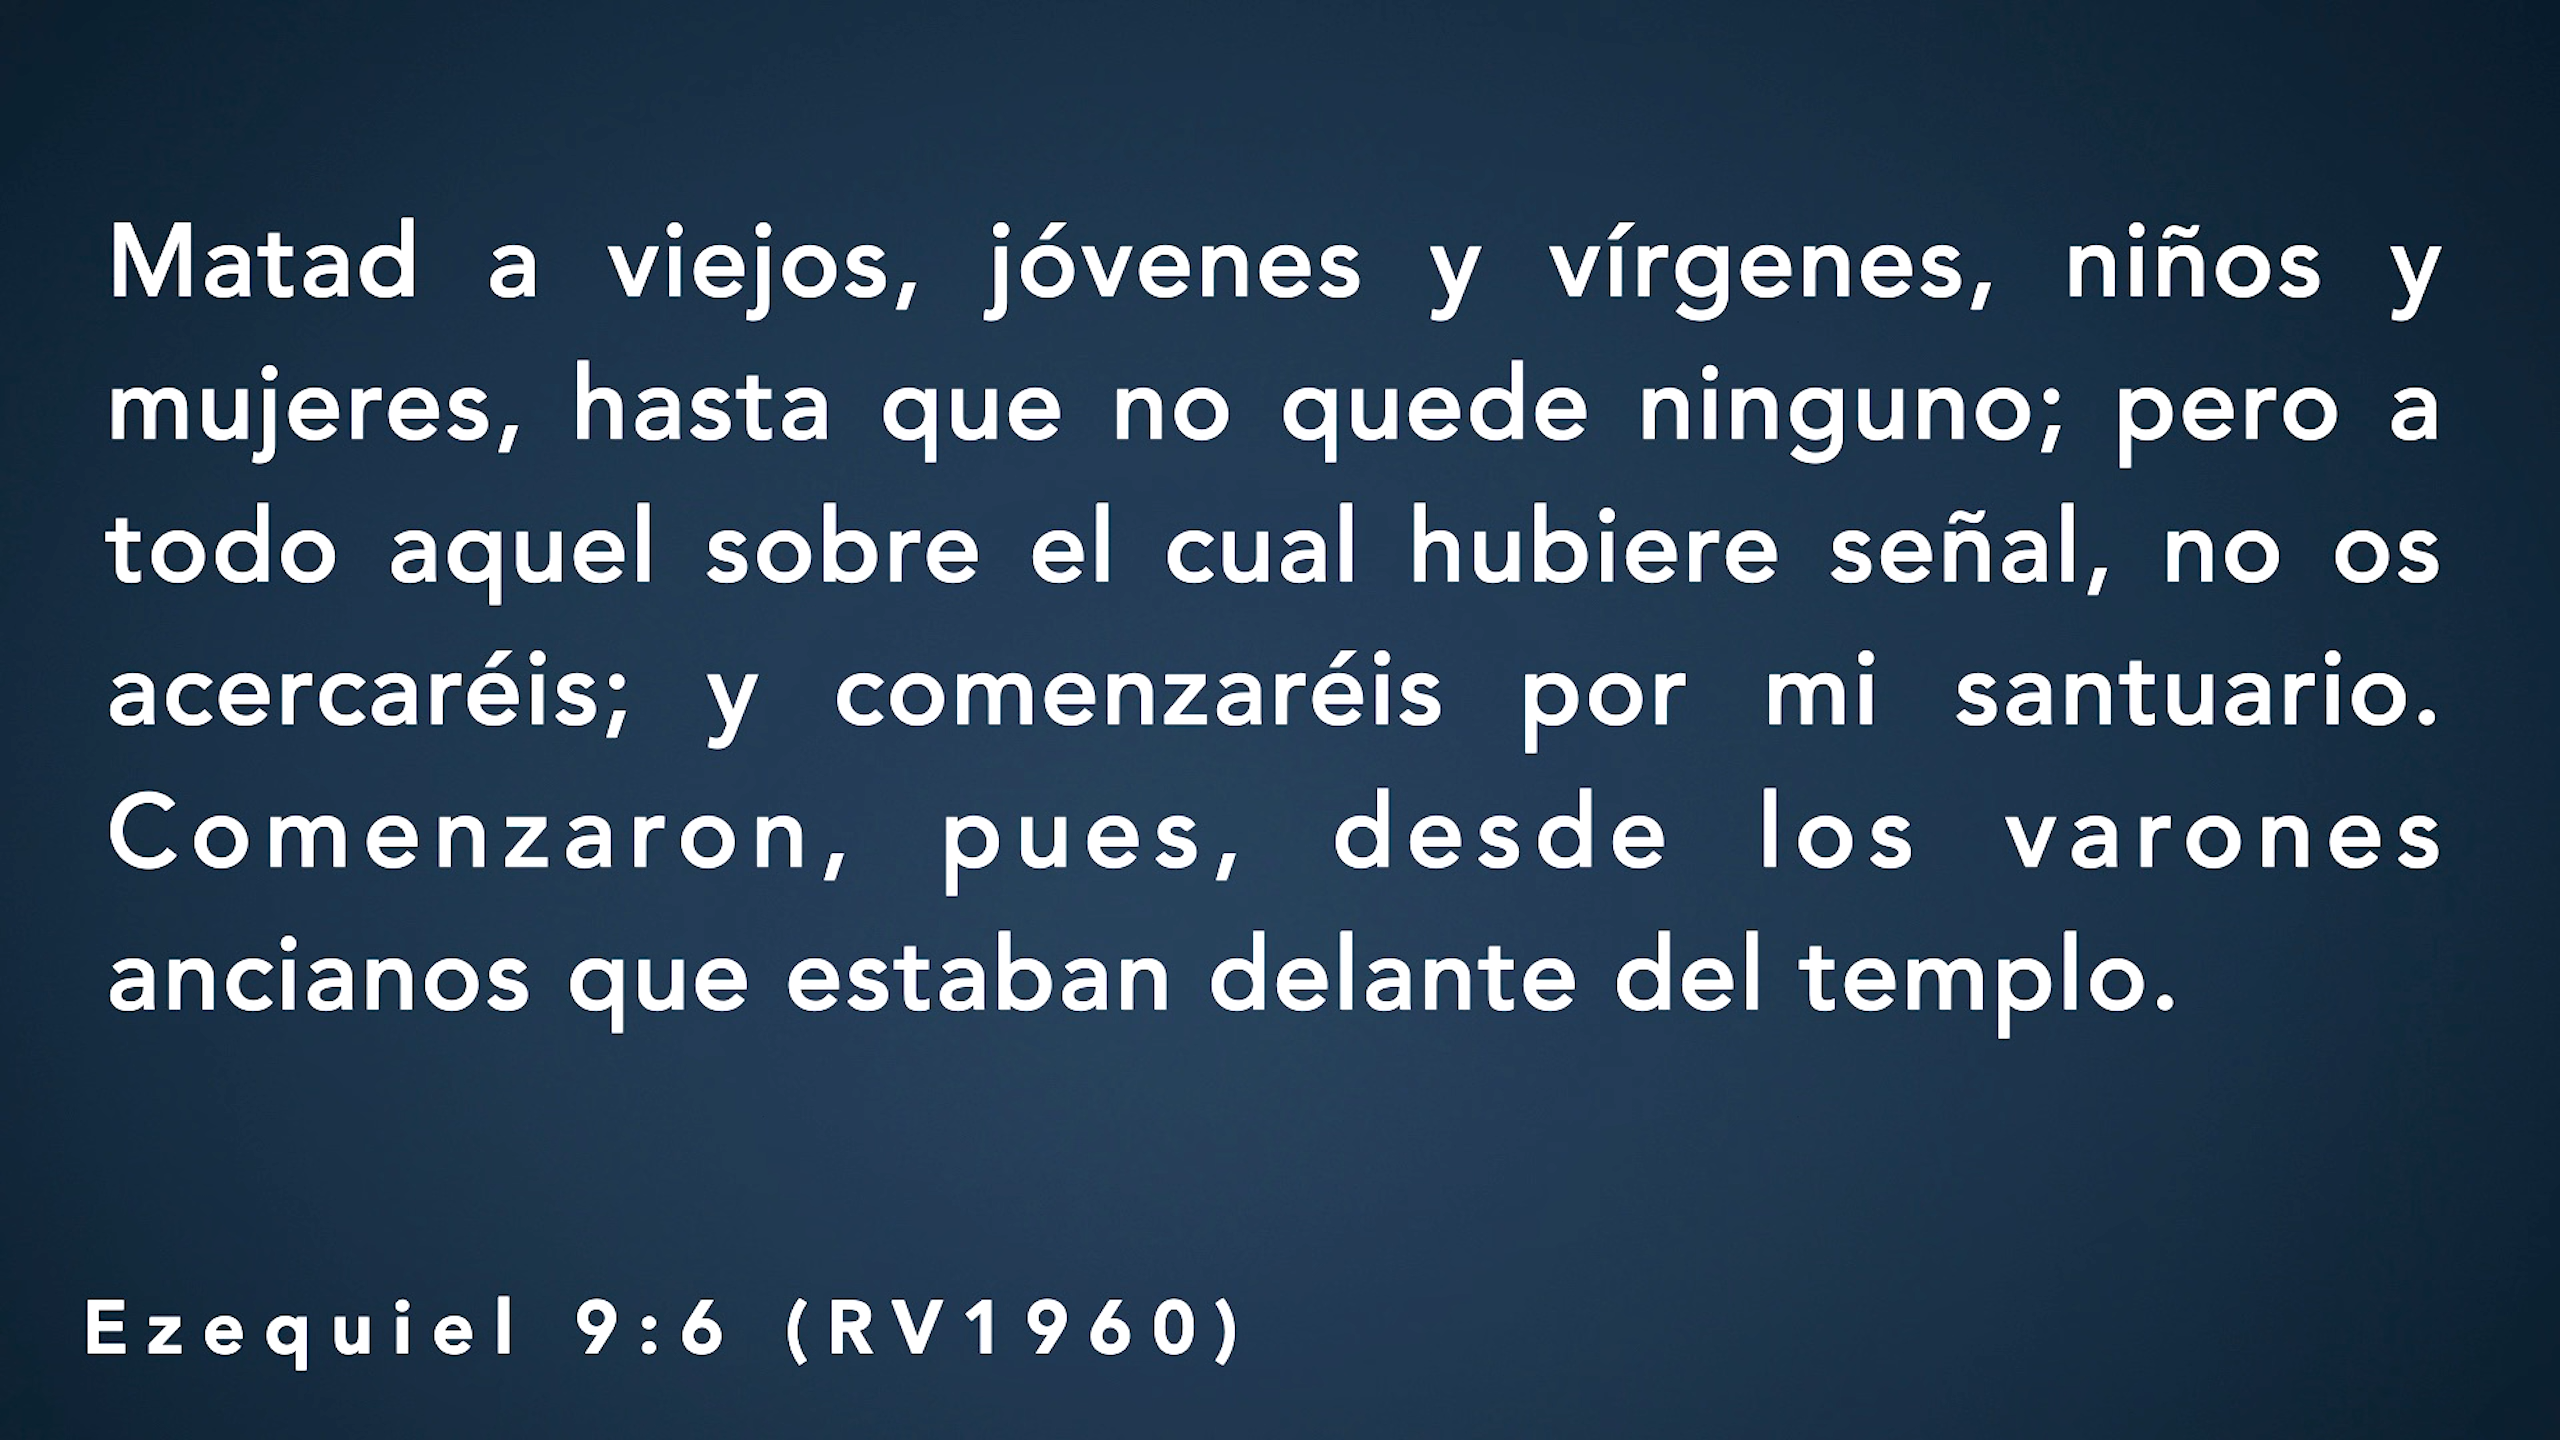 Matad a viejos, jóvenes y vírgenes, niños y
mujeres, hasta que no quede ninguno; pero a
todo aquel sobre el cual hubiere señal, no os
acercaréis; y comenzaréis por mi santuario.
Comenzaron, pues, desde los varones
ancianos que estaban delante del templo.
Ezequiel 9:6 (RV1960)